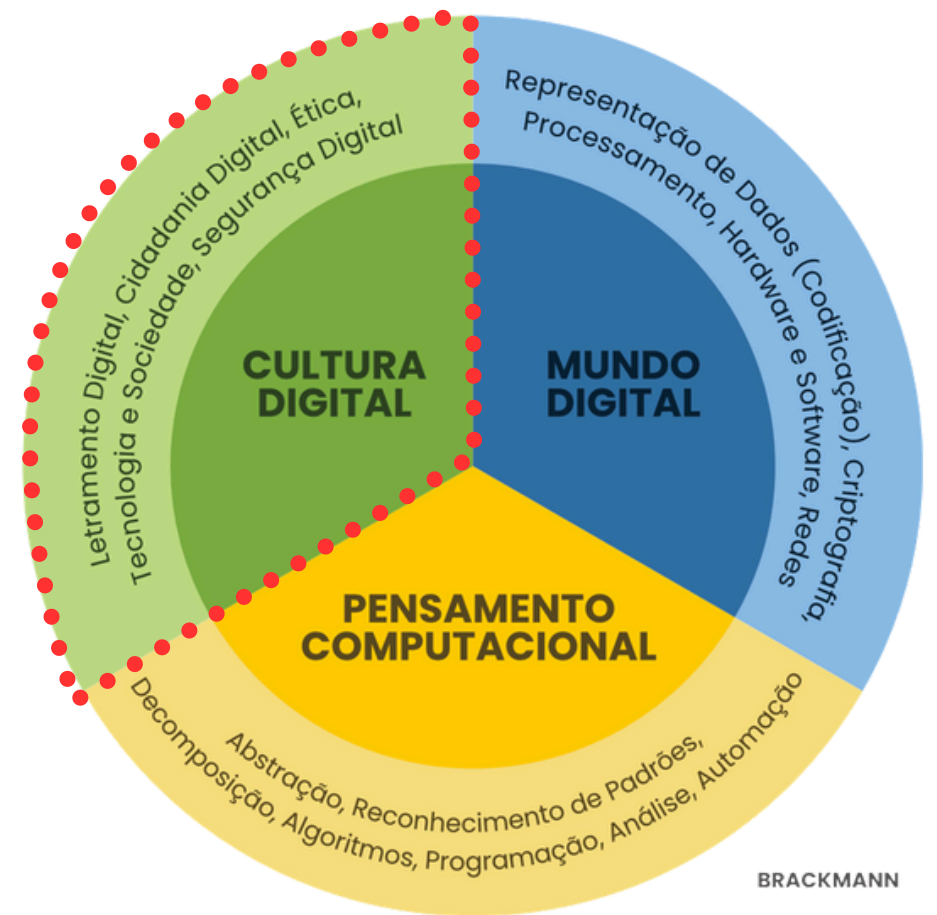 Letramento Digital, Cidadania Digital, Ética,
Tecnologia e Sociedade, Segurança Digital
CULTURA
DIGITAL
Representação de Dados (Codificação), Criptografia,
Processamento, Hardware e Software, Redes
MUNDO
DIGITAL
PENSAMENTO
COMPUTACIONAL
Abstração, Reconhecimento de Padrões,
Decomposição, Algoritmos, Programação, Análise, Automação
BRACKMANN